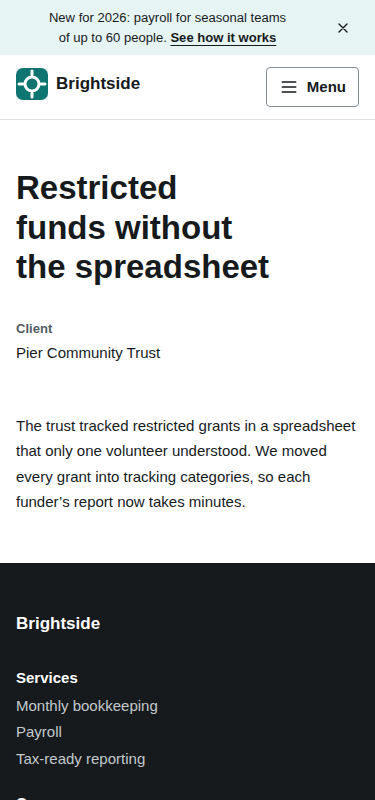 New for 2026: payroll for seasonal teams
of up to 60 people. See how it works
Brightside
Menu
Restricted
funds without
the spreadsheet
Client
Pier Community Trust
The trust tracked restricted grants in a spreadsheet
that only one volunteer understood. We moved
every grant into tracking categories, so each
funder’s report now takes minutes.
Brightside
Services
Monthly bookkeeping
Payroll
Tax-ready reporting